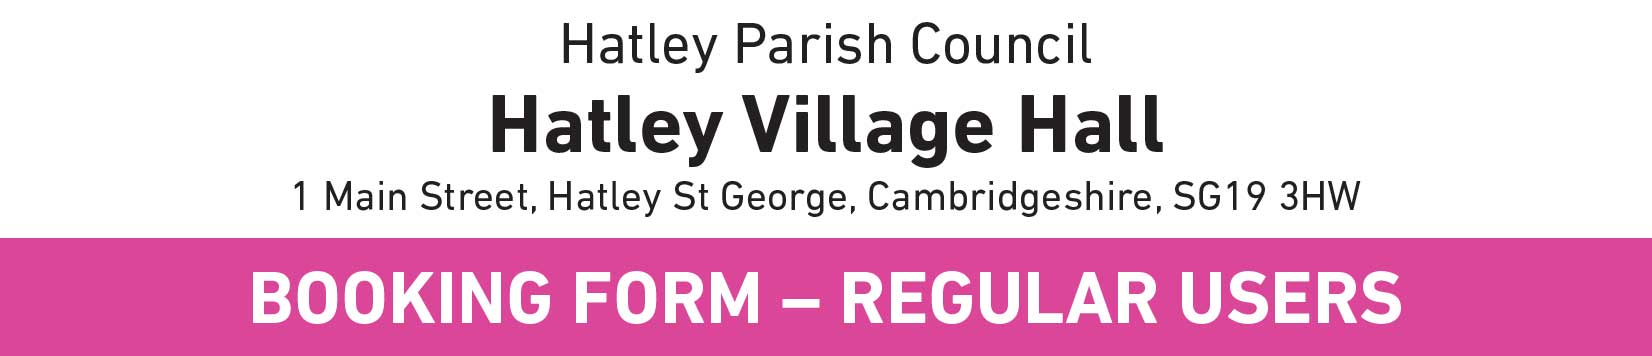 Hatley Parish Council
Hatley Village Hall
1 Main Street, Hatley St George, Cambridgeshire, SG19 3HW
BOOKING FORM – REGULAR USERS